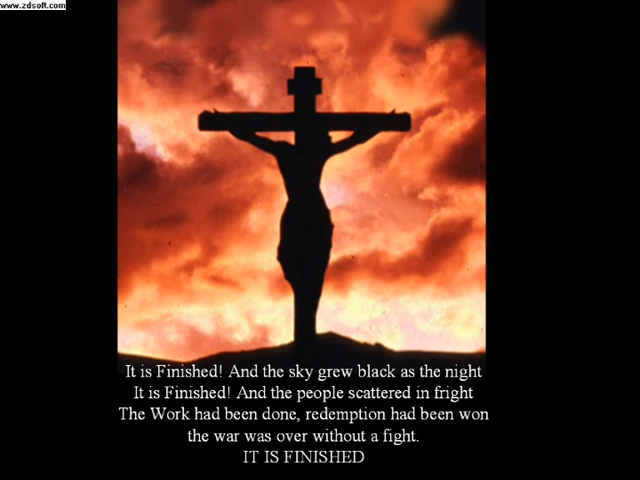 www.zdsoft.com
It is Finished! And the sky grew black as the night
It is Finished! And the people scattered in fright
The Work had been done, redemption had been won
the war was over without a fight.
IT IS FINISHED